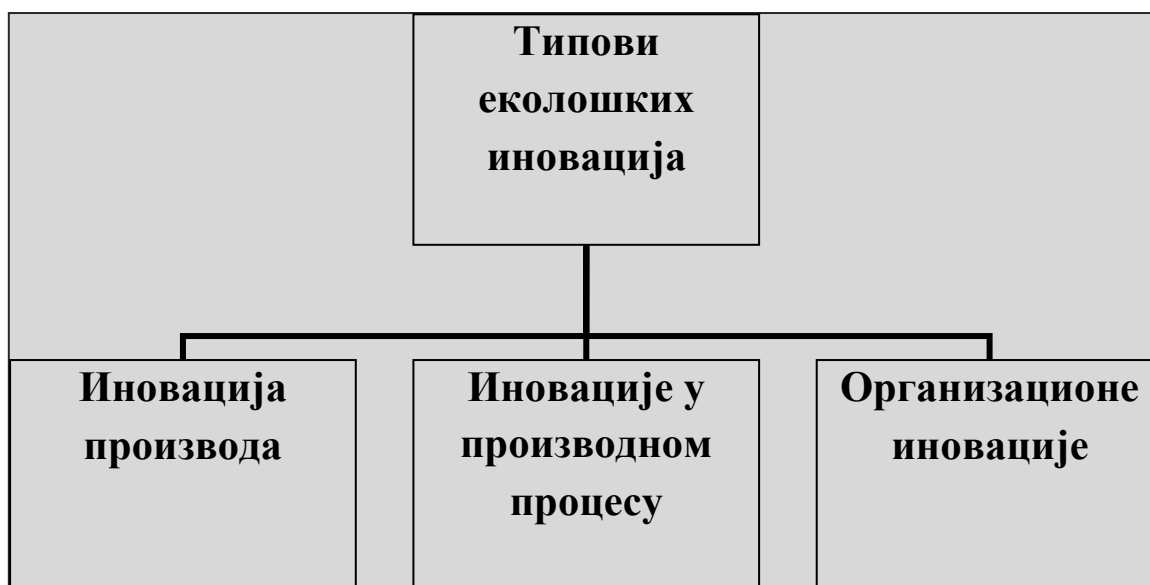 Типови
еколошких
иновација
Иновација
производа
Иновације у
производном
процесу
Организационе
иновације